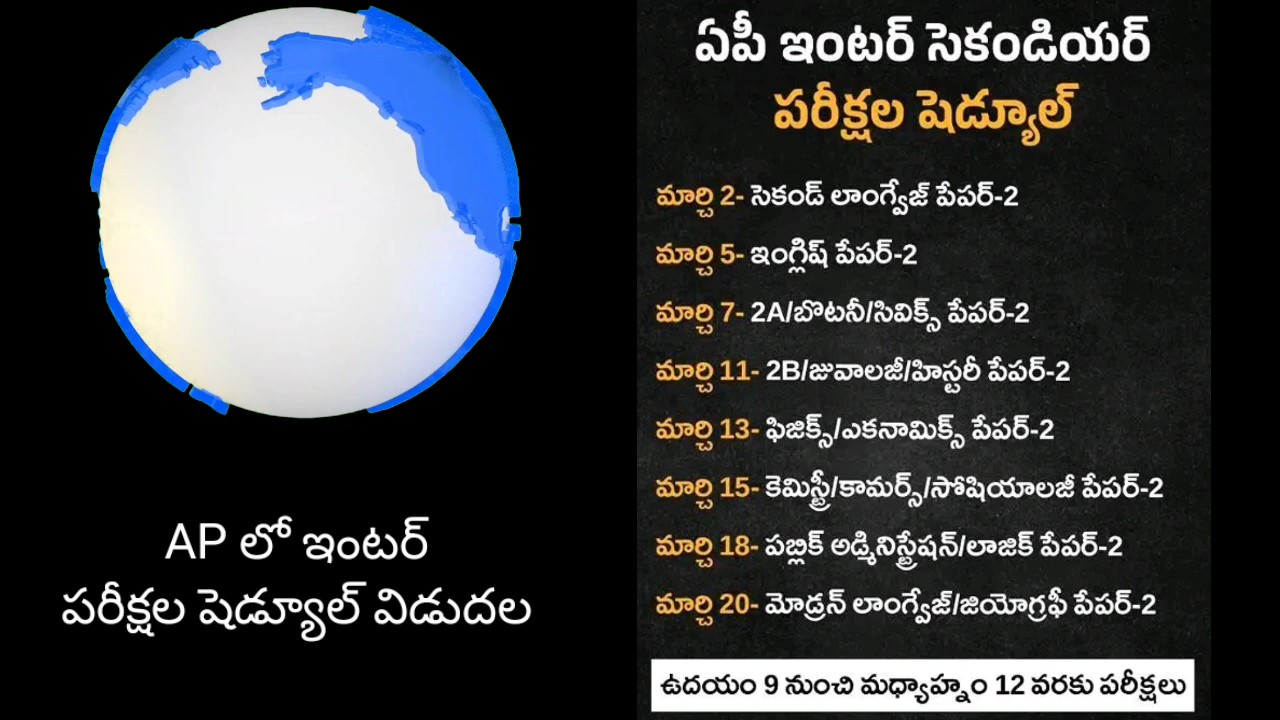 AP లో ఇంటర్
పరీక్షల షెడ్యూల్ విడుదల
ఏపీ ఇంటర్ సెకండియర్
పరీక్షల షెడ్యూల్
మార్చి 2- సెకండ్ లాంగ్వేజ్ పేపర్-2
మార్చి 5- ఇంగ్లిష్ పేపర్-2
మార్చి 7- 2A/బొటనీ/సివిక్స్ పేపర్-2
మార్చి 11- 2B/జువాలజీ/హిస్టరీ పేపర్-2
మార్చి 13- ఫిజిక్స్/ఎకనామిక్స్ పేపర్-2
మార్చి 15- కెమిస్ట్రీ/కామర్స్/సోషియాలజీ పేపర్-2
మార్చి 18- పబ్లిక్ అడ్మినిస్ట్రేషన్/లాజిక్ పేపర్-2
మార్చి 20- మోడ్రన్ లాంగ్వేజ్/జియోగ్రఫీ పేపర్-2
ఉదయం 9 నుంచి మధ్యాహ్నం 12 వరకు పరీక్షలు